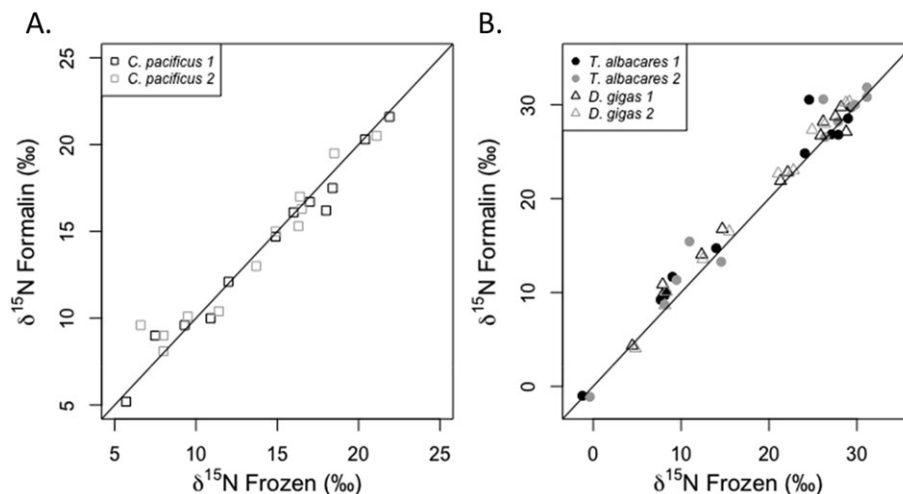 A.
B.
C. pacificus 1
C. pacificus 2
T. albacares 1
T. albacares 2
D. gigas 1
D. gigas 2
δ15N Formalin (‰)
25
20
15
10
5
5 10 15 20 25
δ15N Frozen (‰)
δ15N Formalin (‰)
30
20
10
0
0 10 20 30
δ15N Frozen (‰)